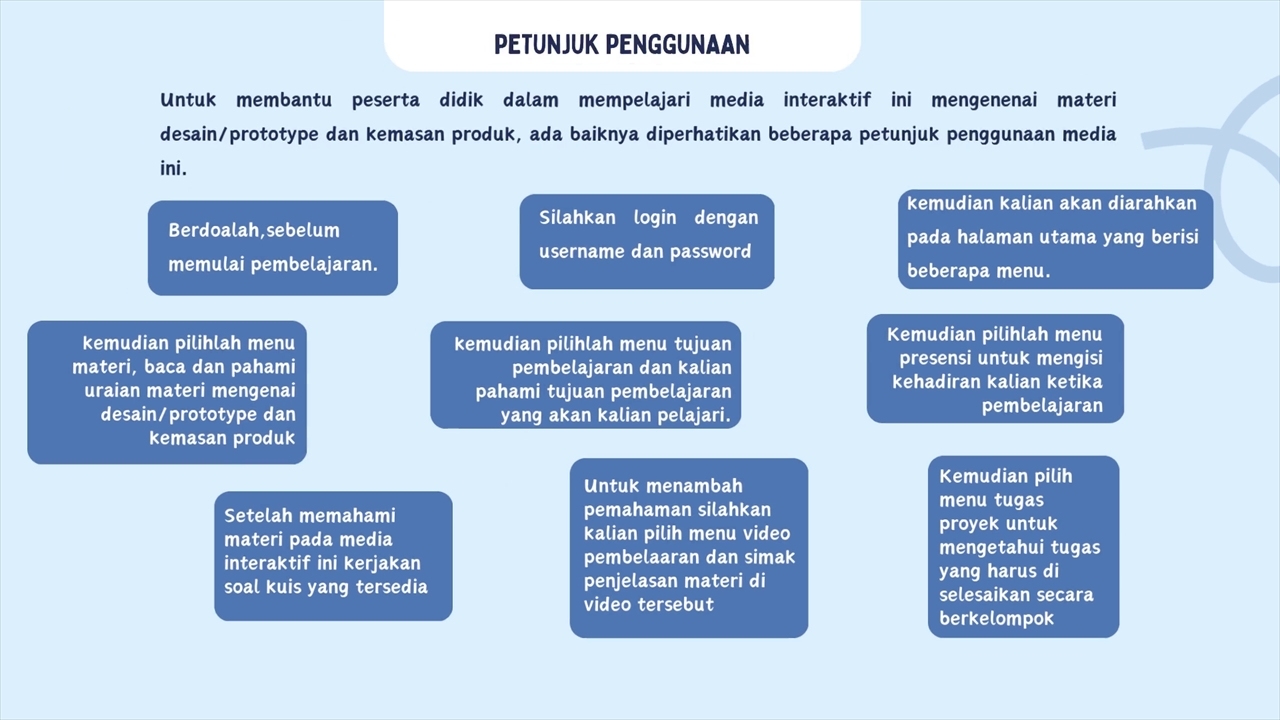 PETUNJUK PENGGUNAAN
Untuk membantu peserta didik dalam mempelajari media interaktif ini mengenenai materi
desain/prototype dan kemasan produk, ada baiknya diperhatikan beberapa petunjuk penggunaan media
ini.
Berdoalah,sebelum
memulai pembelajaran.
Silahkan login dengan
username dan password
kemudian kalian akan diarahkan
pada halaman utama yang berisi
beberapa menu.
kemudian pilihlah menu
materi, baca dan pahami
uraian materi mengenai
desain/prototype dan
kemasan produk
kemudian pilihlah menu tujuan
pembelajaran dan kalian
pahami tujuan pembelajaran
yang akan kalian pelajari.
Kemudian pilihlah menu
presensi untuk mengisi
kehadiran kalian ketika
pembelajaran
Setelah memahami
materi pada media
interaktif ini kerjakan
soal kuis yang tersedia
Untuk menambah
pemahaman silahkan
kalian pilih menu video
pembelaaran dan simak
penjelasan materi di
video tersebut
Kemudian pilih
menu tugas
proyek untuk
mengetahui tugas
yang harus di
selesaikan secara
berkelompok